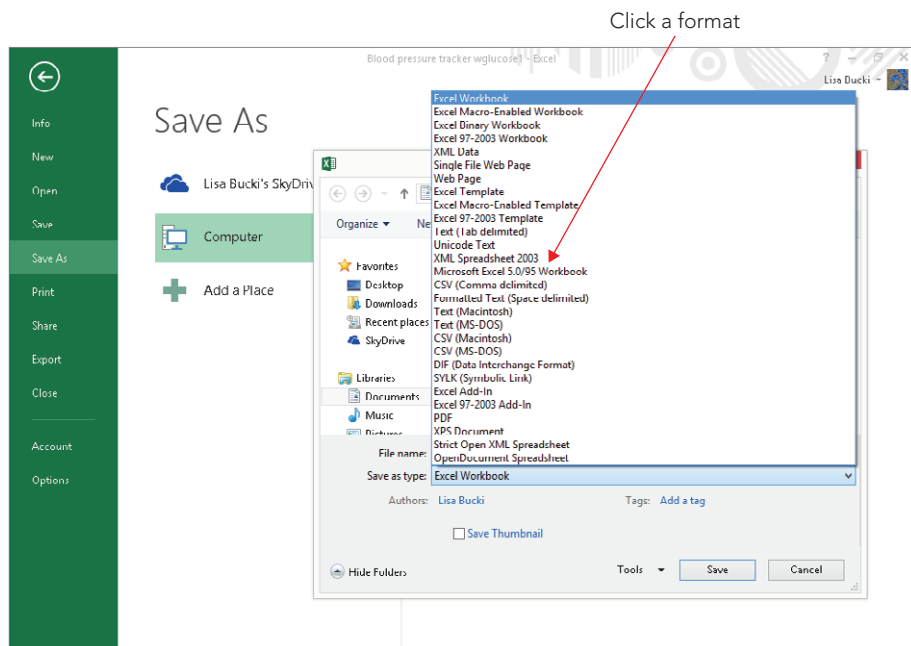 Click a format
Blood pressure tracker wglucose1 - Excel
? – ×
Lisa Bucki
Info
New
Open
Save
Save As
Print
Share
Export
Close
Account
Options
Save As
Lisa Bucki's SkyDriv
Computer
Add a Place
Organize
Ne
Favorites
Desktop
Downloads
Recent places
SkyDrive
Libraries
Documents
Music
Pictures
Excel Workbook
Excel Macro-Enabled Workbook
Excel Binary Workbook
Excel 97-2003 Workbook
XML Data
Single File Web Page
Web Page
Excel Template
Excel Macro-Enabled Template
Excel 97-2003 Template
Text (Tab delimited)
Unicode Text
XML Spreadsheet 2003
Microsoft Excel 5.0/95 Workbook
CSV (Comma delimited)
Formatted Text (Space delimited)
Text (Macintosh)
Text (MS-DOS)
CSV (Macintosh)
CSV (MS-DOS)
DIF (Data Interchange Format)
SYLK (Symbolic Link)
Excel Add-In
Excel 97-2003 Add-In
PDF
XPS Document
Strict Open XML Spreadsheet
OpenDocument Spreadsheet
File name:
Save as type: Excel Workbook
Authors: Lisa Bucki Tags: Add a tag
Save Thumbnail
Hide Folders Tools Save Cancel